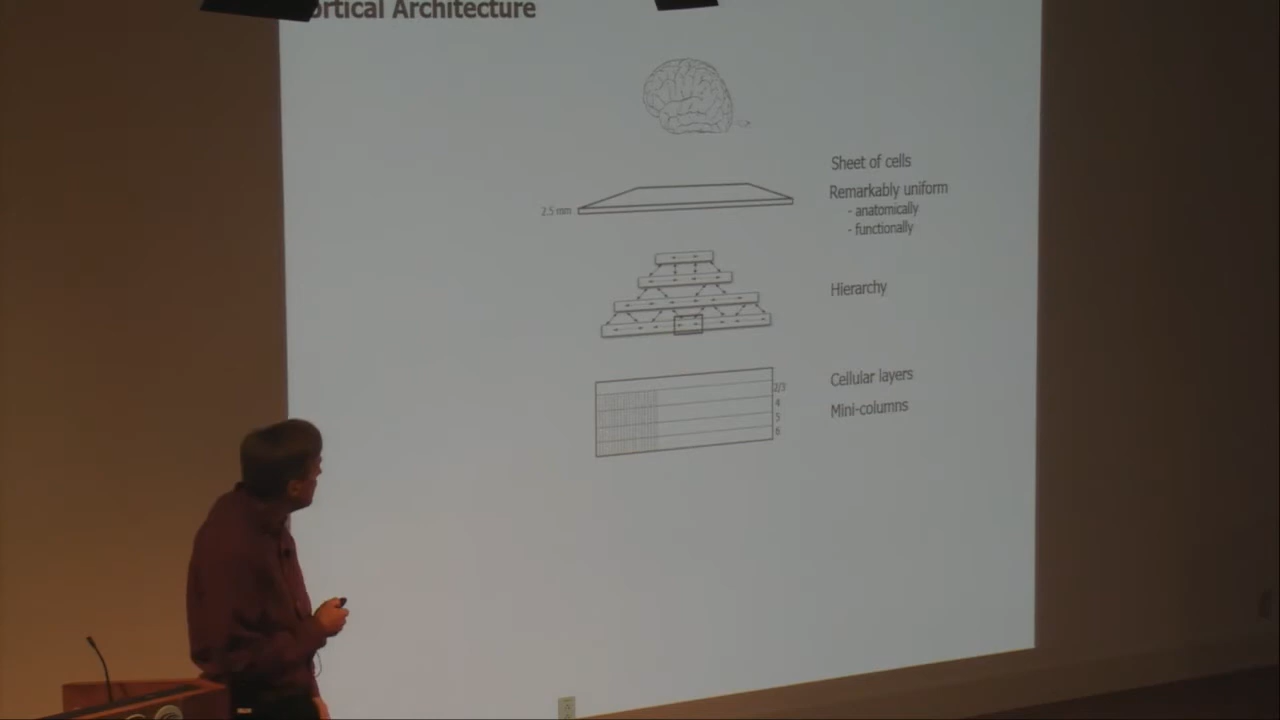 ortical Architecture
Sheet of cells
2.5 mm
Remarkably uniform
- anatomically
- functionally
Hierarchy
Cellular layers
Mini-columns
2/3
4
5
6